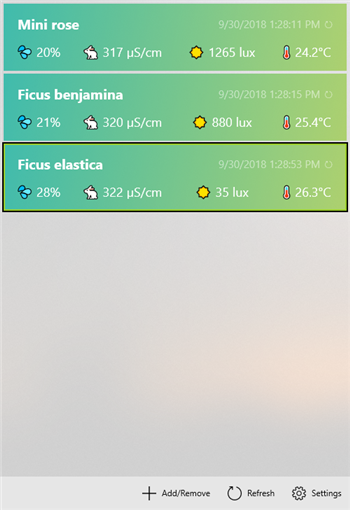 Mini rose 9/30/2018 1:28:11 PM
20% 317 µS/cm 1265 lux 24.2°C
Ficus benjamina 9/30/2018 1:28:15 PM
21% 320 µS/cm 880 lux 25.4°C
Ficus elastica 9/30/2018 1:28:53 PM
28% 322 µS/cm 35 lux 26.3°C
Add/Remove Refresh Settings